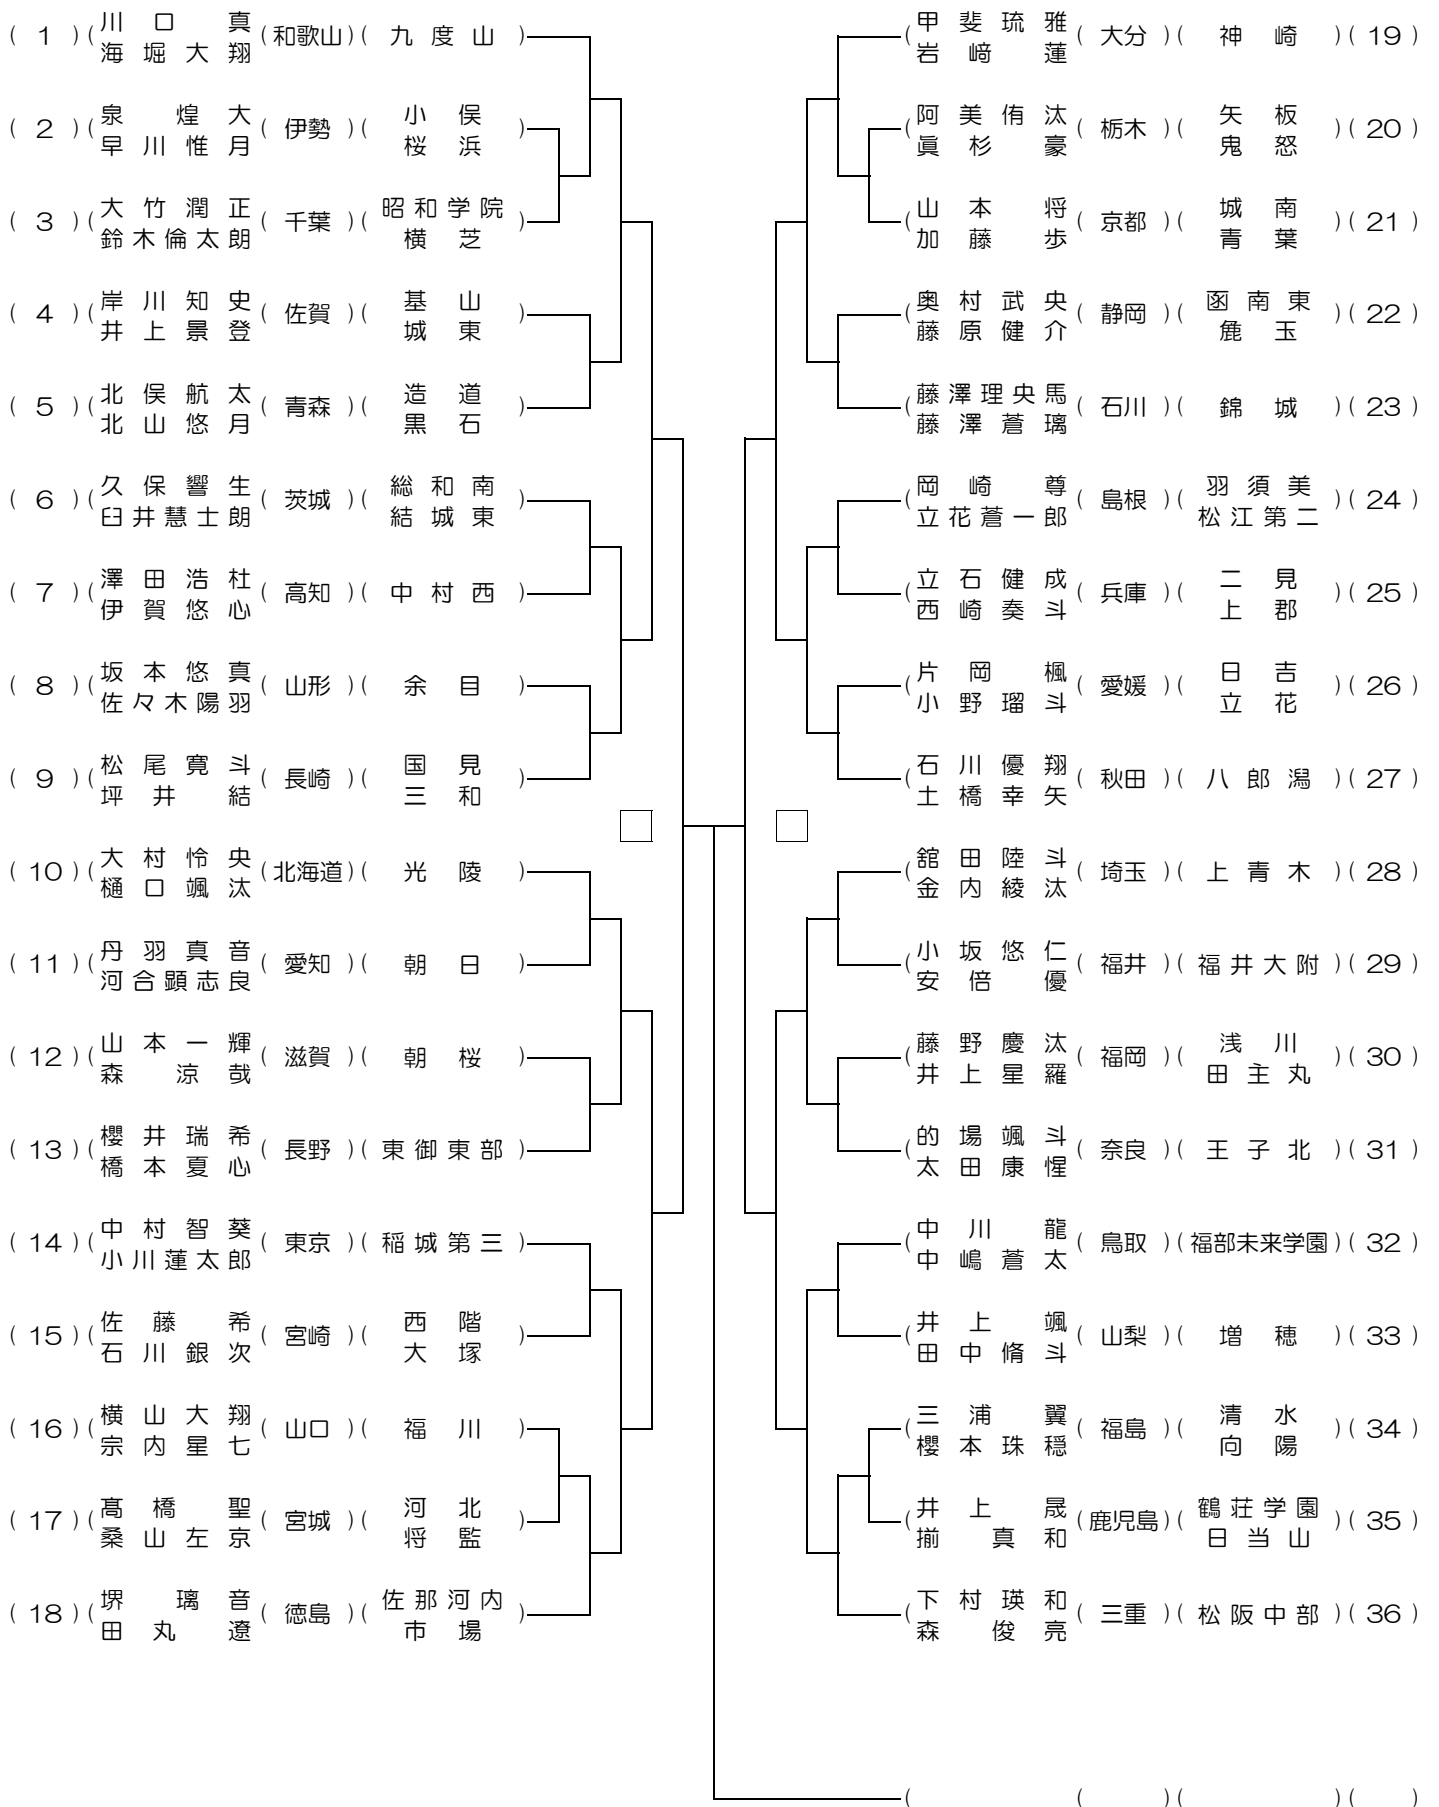 ( 1 ) ( 川口真 海堀大翔 ( 和歌山 ) ( 九度山 )
( 2 ) ( 泉煌大 早川惟月 ( 伊勢 ) ( 小俣 桜浜 )
( 3 ) ( 大竹潤正 鈴木倫太朗 ( 千葉 ) ( 昭和学院 横芝 )
( 4 ) ( 岸川知史 井上景登 ( 佐賀 ) ( 基山 城東 )
( 5 ) ( 北俣航太 北山悠月 ( 青森 ) ( 造道 黒石 )
( 6 ) ( 久保響生 臼井慧士朗 ( 茨城 ) ( 総和南 結城東 )
( 7 ) ( 澤田浩杜 伊賀悠心 ( 高知 ) ( 中村西 )
( 8 ) ( 坂本悠真 佐々木陽羽 ( 山形 ) ( 余目 )
( 9 ) ( 松尾寛斗 坪井結 ( 長崎 ) ( 国見 三和 )
( 10 ) ( 大村怜央 樋口颯汰 ( 北海道 ) ( 光陵 )
( 11 ) ( 丹羽真音 河合顕志良 ( 愛知 ) ( 朝日 )
( 12 ) ( 山本一輝 森涼哉 ( 滋賀 ) ( 朝桜 )
( 13 ) ( 櫻井瑞希 橋本夏心 ( 長野 ) ( 東御東部 )
( 14 ) ( 中村智葵 小川蓮太郎 ( 東京 ) ( 稲城第三 )
( 15 ) ( 佐藤希 石川銀次 ( 宮崎 ) ( 西階 大塚 )
( 16 ) ( 横山大翔 宗内星七 ( 山口 ) ( 福川 )
( 17 ) ( 髙橋聖 桑山左京 ( 宮城 ) ( 河北 将監 )
( 18 ) ( 堺璃音 田丸遼 ( 徳島 ) ( 佐那河内 市場 )
( 甲斐琉雅 岩﨑蓮 ( 大分 ) ( 神崎 ) ( 19 )
( 阿美侑汰 眞杉豪 ( 栃木 ) ( 矢板 鬼怒 ) ( 20 )
( 山本将 加藤歩 ( 京都 ) ( 城南 青葉 ) ( 21 )
( 奥村武央 藤原健介 ( 静岡 ) ( 函南東 麁玉 ) ( 22 )
( 藤澤理央馬 藤澤蒼璃 ( 石川 ) ( 錦城 ) ( 23 )
( 岡崎尊 立花蒼一郎 ( 島根 ) ( 羽須美 松江第二 ) ( 24 )
( 立石健成 西崎奏斗 ( 兵庫 ) ( 二見 上郡 ) ( 25 )
( 片岡楓 小野瑠斗 ( 愛媛 ) ( 日吉 立花 ) ( 26 )
( 石川優翔 土橋幸矢 ( 秋田 ) ( 八郎潟 ) ( 27 )
( 舘田陸斗 金内綾汰 ( 埼玉 ) ( 上青木 ) ( 28 )
( 小坂悠仁 安倍優 ( 福井 ) ( 福井大附 ) ( 29 )
( 藤野慶汰 井上星羅 ( 福岡 ) ( 浅川 田主丸 ) ( 30 )
( 的場颯斗 太田康惺 ( 奈良 ) ( 王子北 ) ( 31 )
( 中川龍 中嶋蒼太 ( 鳥取 ) ( 福部未来学園 ) ( 32 )
( 井上颯 田中脩斗 ( 山梨 ) ( 増穂 ) ( 33 )
( 三浦翼 櫻本珠穏 ( 福島 ) ( 清水 向陽 ) ( 34 )
( 井上晟 揃真和 ( 鹿児島 ) ( 鶴荘学園 日当山 ) ( 35 )
( 下村瑛和 森俊亮 ( 三重 ) ( 松阪中部 ) ( 36 )
( ( ) ( ) ( )